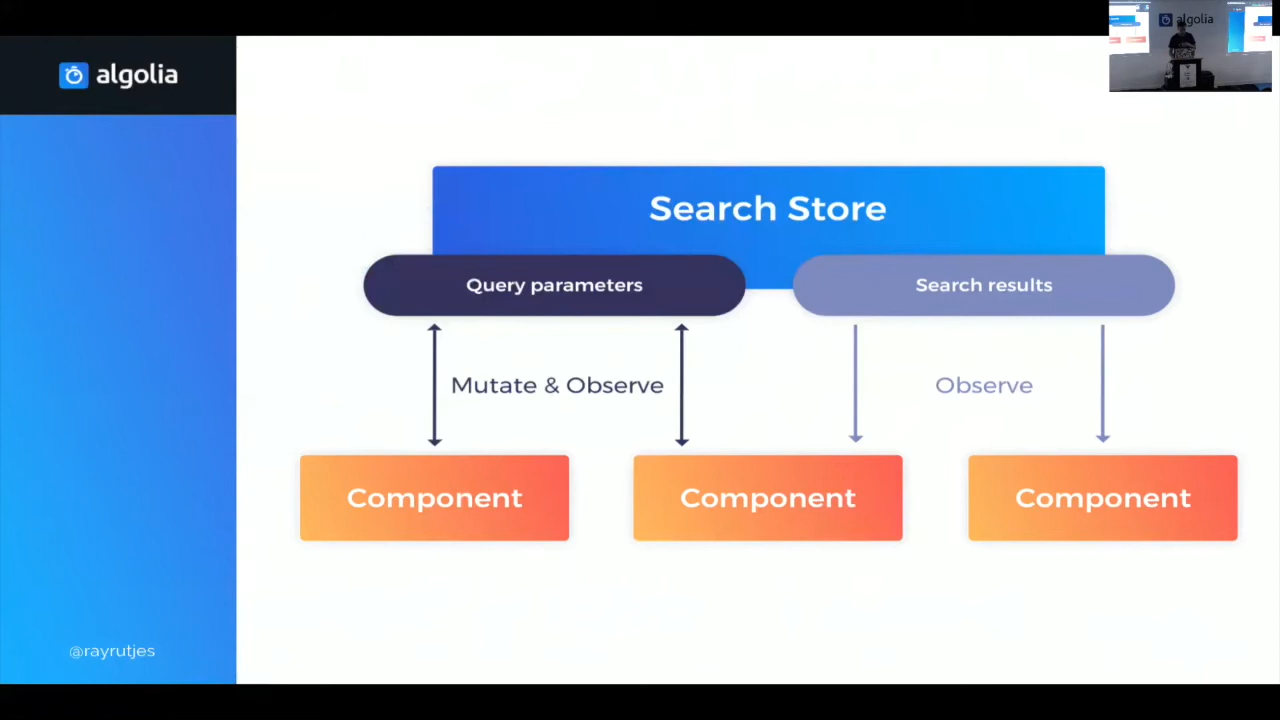 algolia
algolia
Search Store
Query parameters
Search results
Mutate & Observe
Observe
Component
Component
Component
@rayrutjes